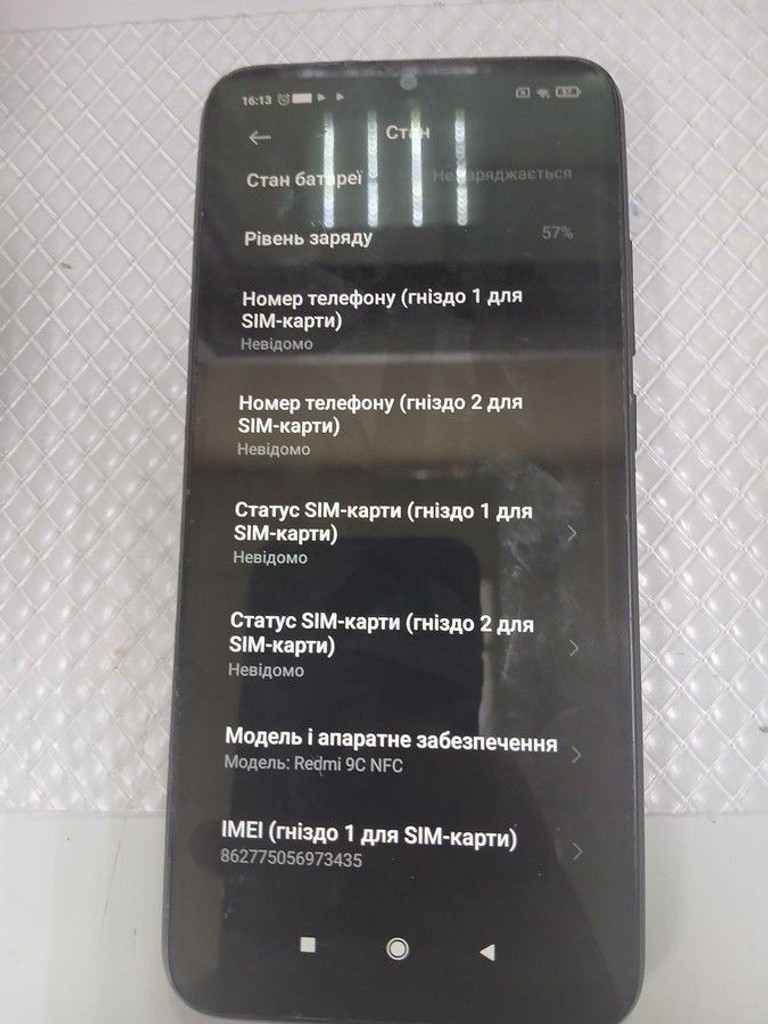 16:13
57
Стан
Стан батареї Не заряджається
Рівень заряду 57%
Номер телефону (гніздо 1 для
SIM-карти)
Невідомо
Номер телефону (гніздо 2 для
SIM-карти)
Невідомо
Статус SIM-карти (гніздо 1 для
SIM-карти)
Невідомо
Статус SIM-карти (гніздо 2 для
SIM-карти)
Невідомо
Модель і апаратне забезпечення
Модель: Redmi 9C NFC
IMEI (гніздо 1 для SIM-карти)
862775056973435